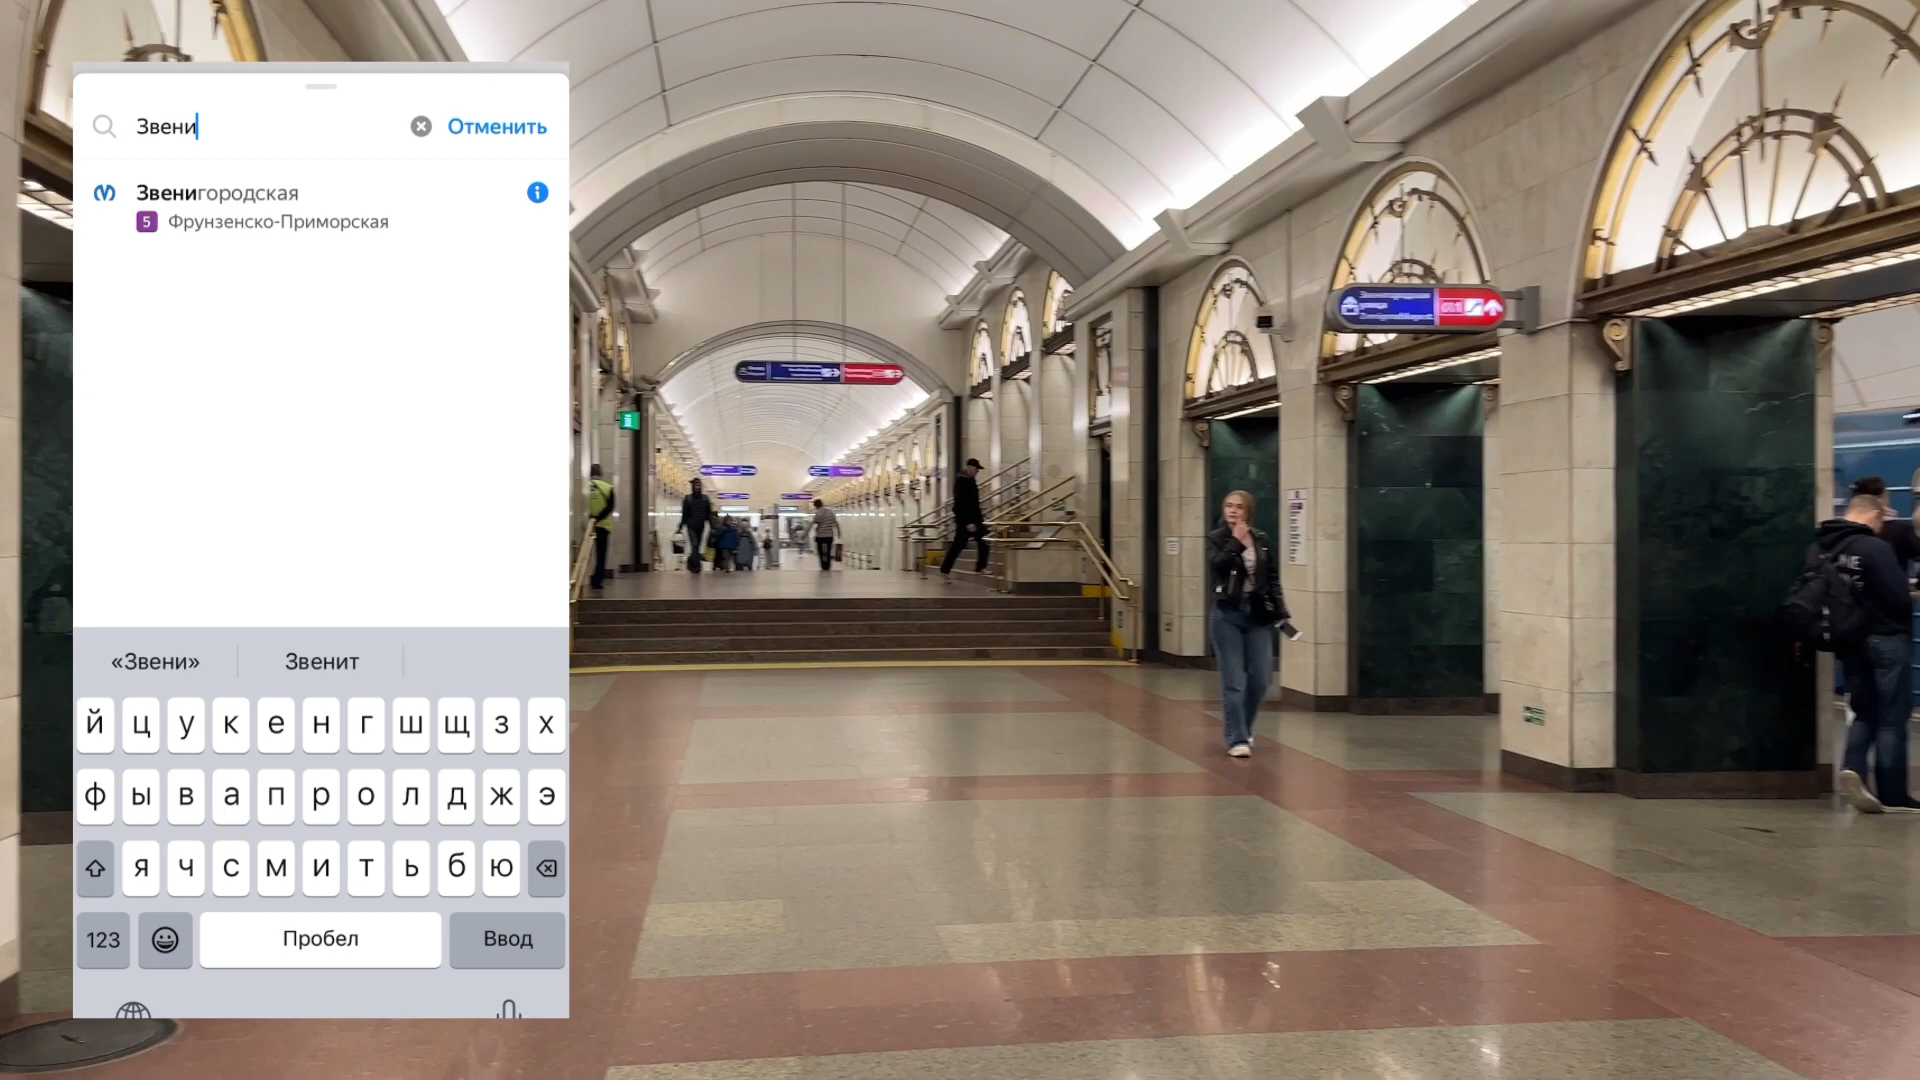 Звени
Отменить
Звенигородская
5 Фрунзенско-Приморская
«Звени» Звенит
й ц у к е н г ш щ з х
ф ы в а п р о л д ж э
я ч с м и т ь б ю
123 Пробел Ввод